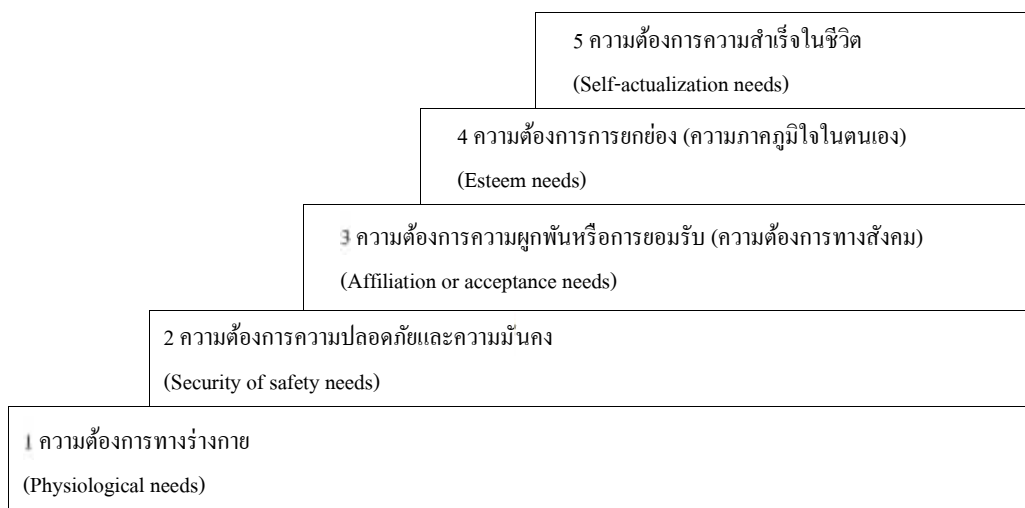 5 ความต้องการความสำเร็จในชีวิต
(Self-actualization needs)
4 ความต้องการการยกย่อง (ความภาคภูมิใจในตนเอง)
(Esteem needs)
3 ความต้องการความผูกพันหรือการยอมรับ (ความต้องการทางสังคม)
(Affiliation or acceptance needs)
2 ความต้องการความปลอดภัยและความมั่นคง
(Security of safety needs)
1 ความต้องการทางร่างกาย
(Physiological needs)